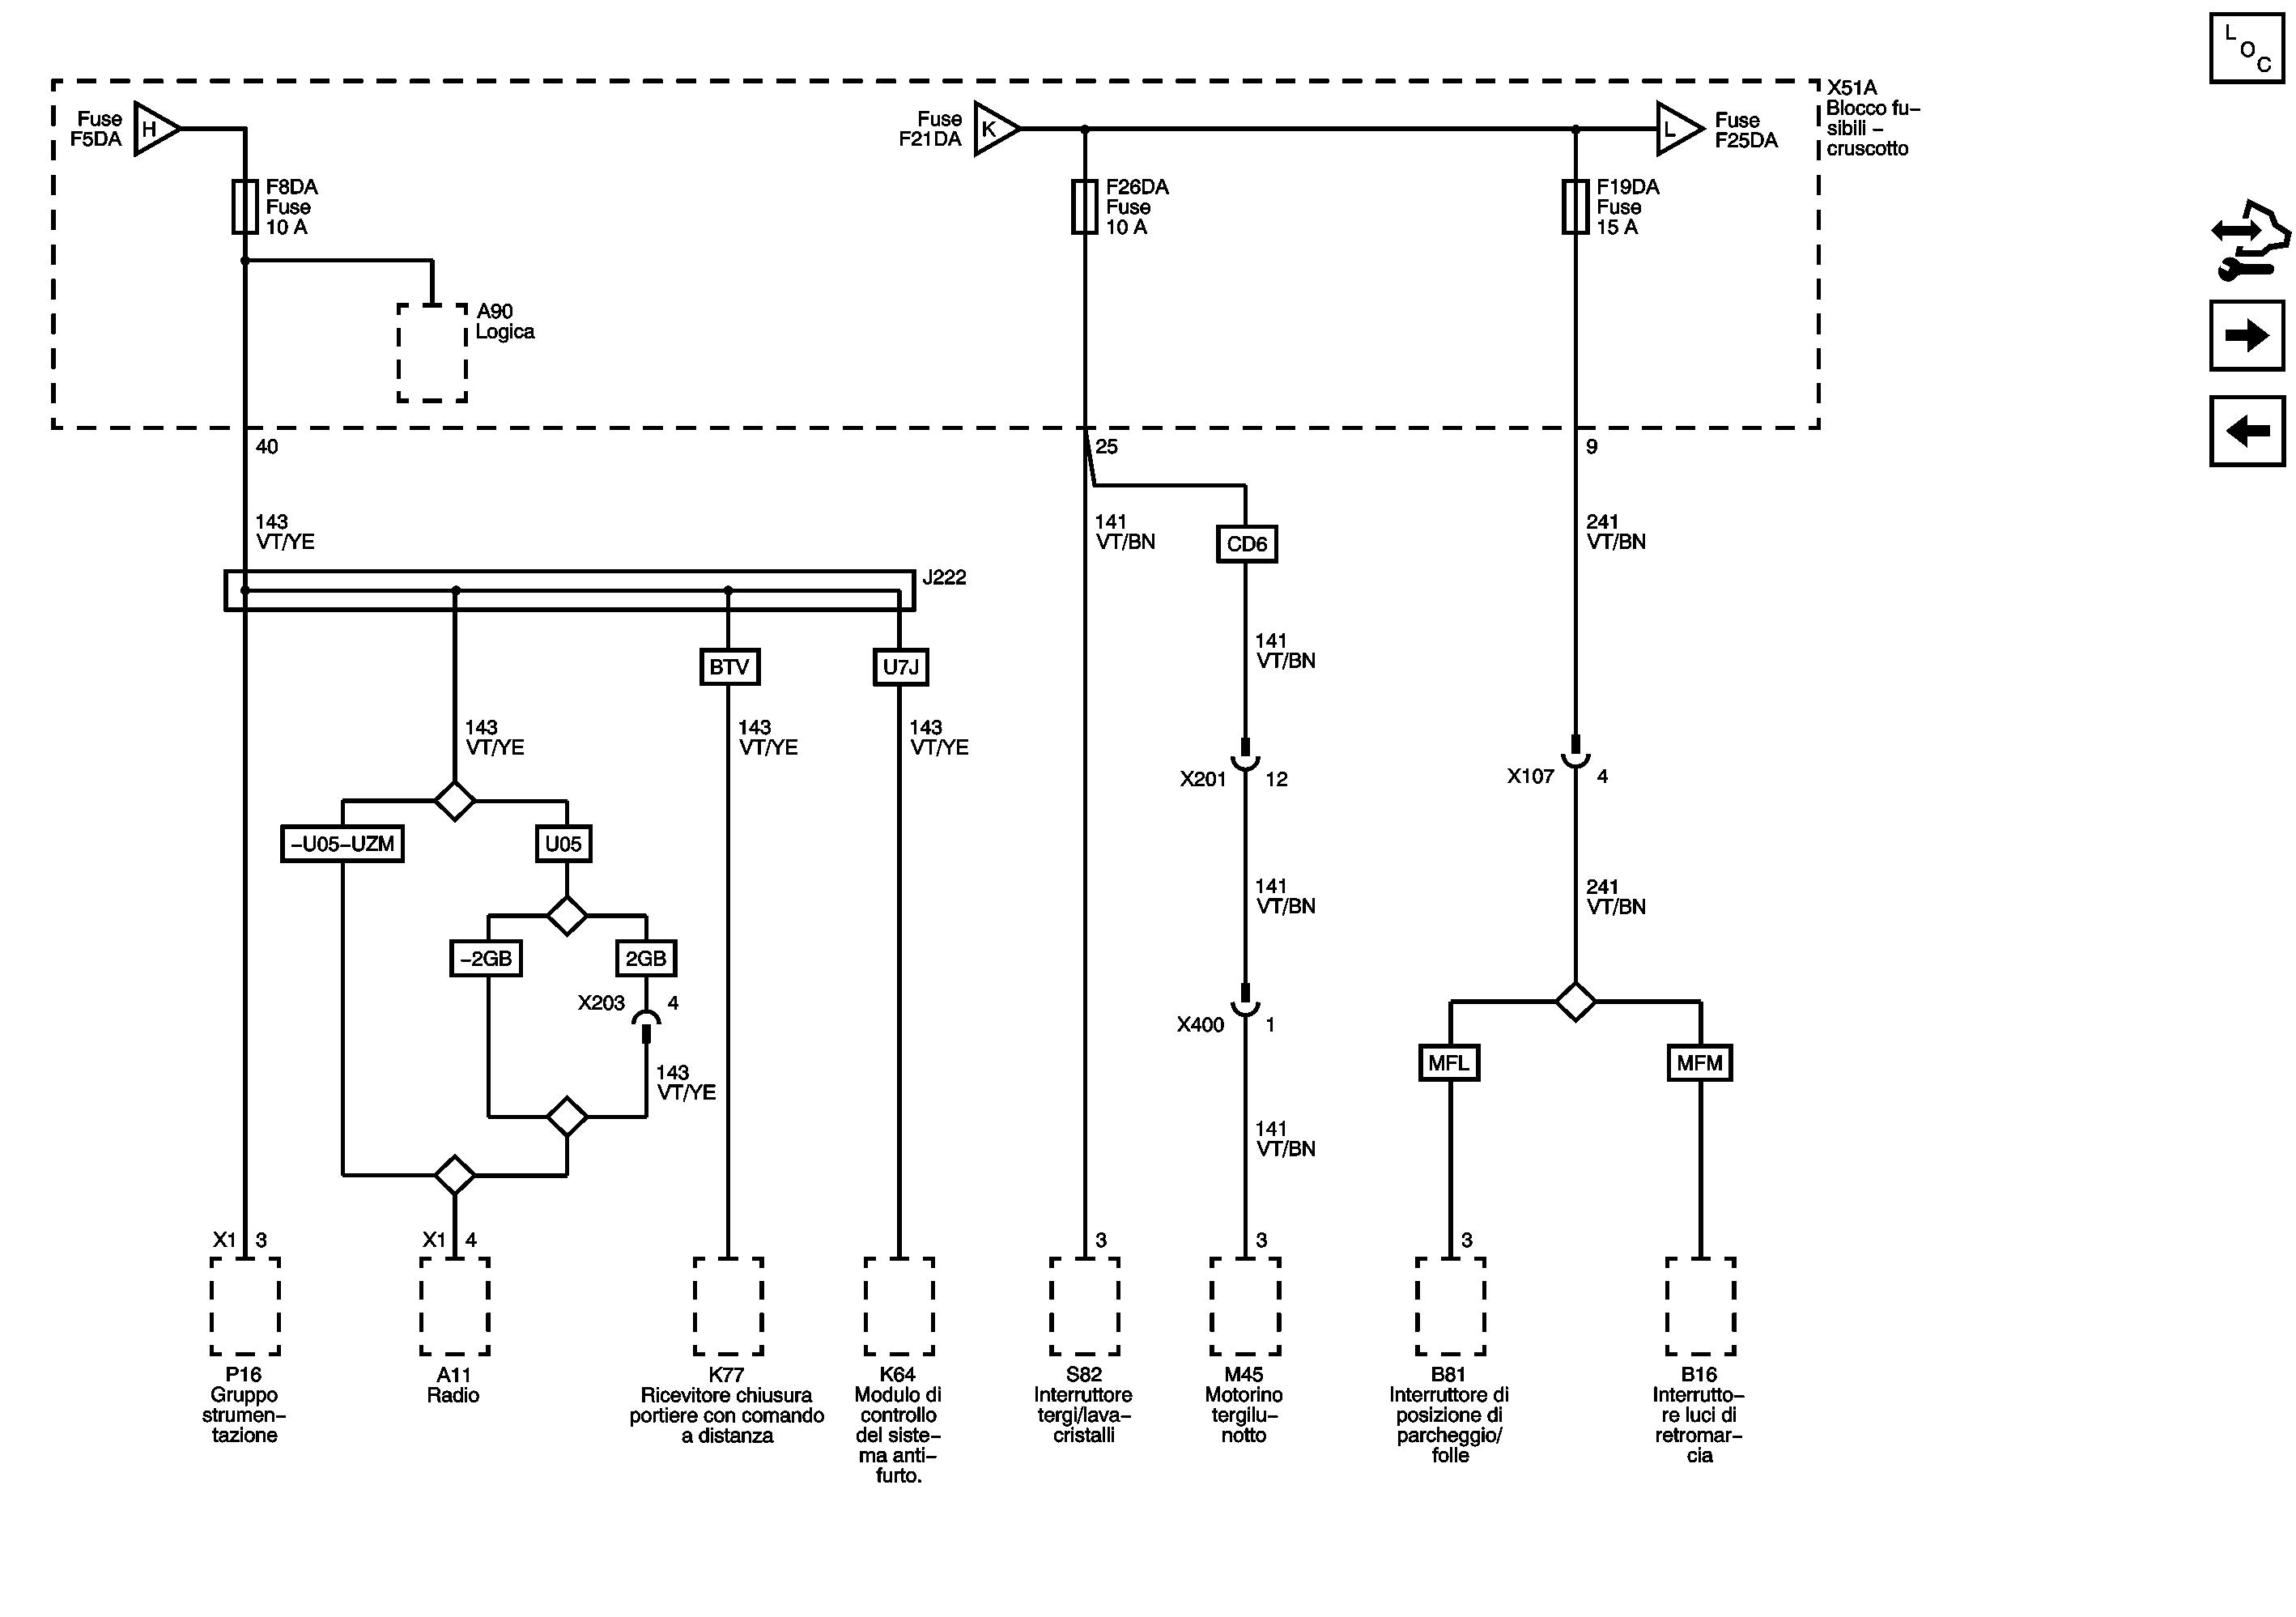 L
O
C
X51A
Blocco fu–
sibili –
cruscotto
Fuse
F5DA
H
Fuse
F21DA
K
L
Fuse
F25DA
F8DA
Fuse
10 A
F26DA
Fuse
10 A
F19DA
Fuse
15 A
A90
Logica
40
25
9
143
VT/YE
141
VT/BN
CD6
241
VT/BN
J222
BTV
U7J
141
VT/BN
143
VT/YE
143
VT/YE
143
VT/YE
X201
12
X107
4
–U05–UZM
U05
141
VT/BN
241
VT/BN
–2GB
2GB
X203
4
X400
1
143
VT/YE
MFL
MFM
141
VT/BN
X1
3
X1
4
3
3
3
P16
Gruppo
strumen–
tazione
A11
Radio
K77
Ricevitore chiusura
portiere con comando
a distanza
K64
Modulo di
controllo
del siste–
ma anti–
furto.
S82
Interruttore
tergi/lava–
cristalli
M45
Motorino
tergilu–
notto
B81
Interruttore di
posizione di
parcheggio/
folle
B16
Interrutto–
re luci di
retromar–
cia